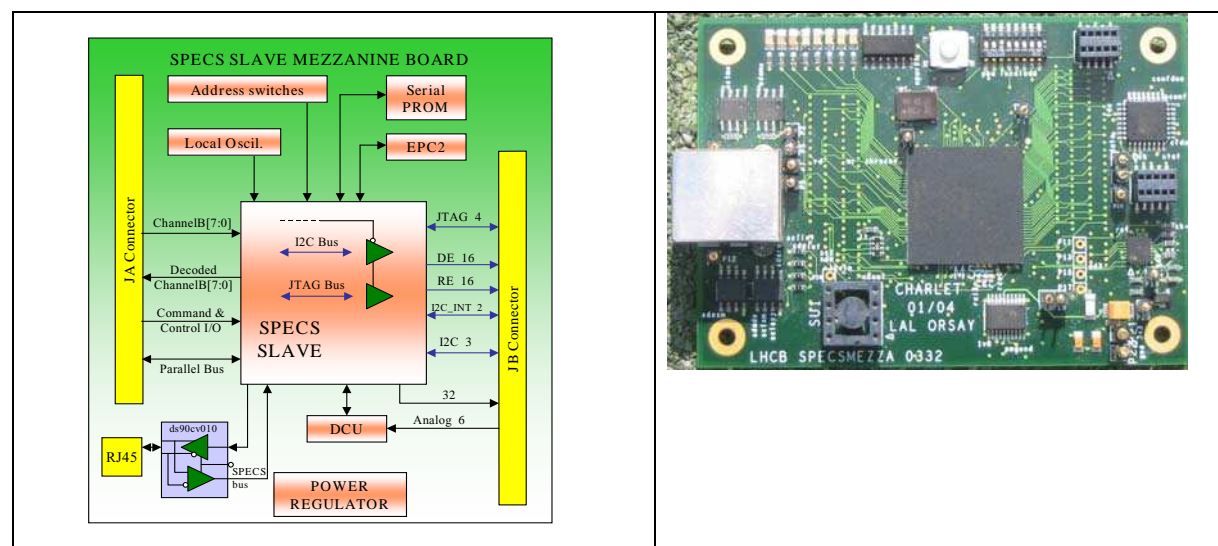 SPECS SLAVE MEZZANINE BOARD
Address switches
Serial
PROM
Local Oscil.
EPC2
JA Connector
JB Connector
ChannelB[7:0]
Decoded
ChannelB[7:0]
Command &
Control I/O
Parallel Bus
I2C Bus
JTAG Bus
SPECS
SLAVE
JTAG 4
DE 16
RE 16
I2C_INT 2
I2C 3
32
Analog 6
DCU
ds90cv010
RJ45
SPECS
bus
POWER
REGULATOR
CHARLET
01/04
LAL ORSAY
SUI
LHCB SPECSMEZZA 0332